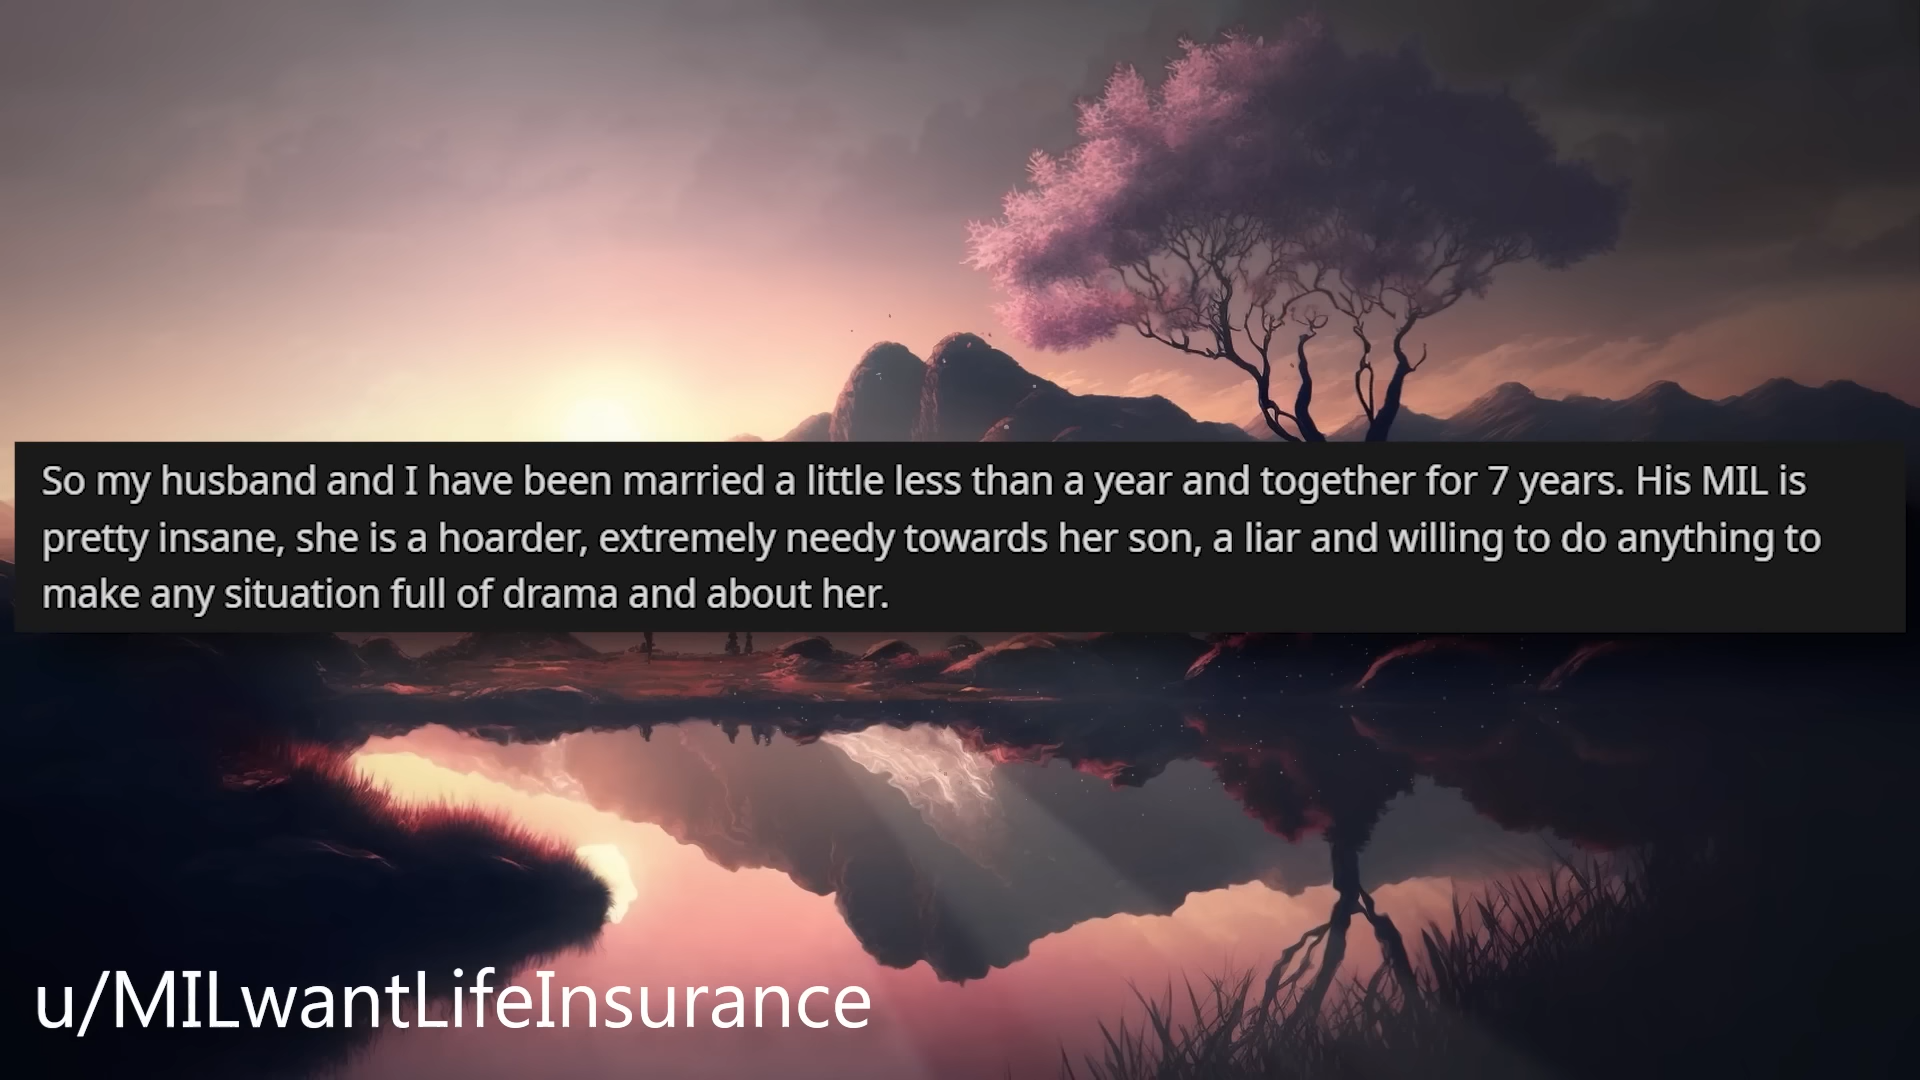 So my husband and I have been married a little less than a year and together for 7 years. His MIL is
pretty insane, she is a hoarder, extremely needy towards her son, a liar and willing to do anything to
make any situation full of drama and about her.
u/MILwantLifeInsurance